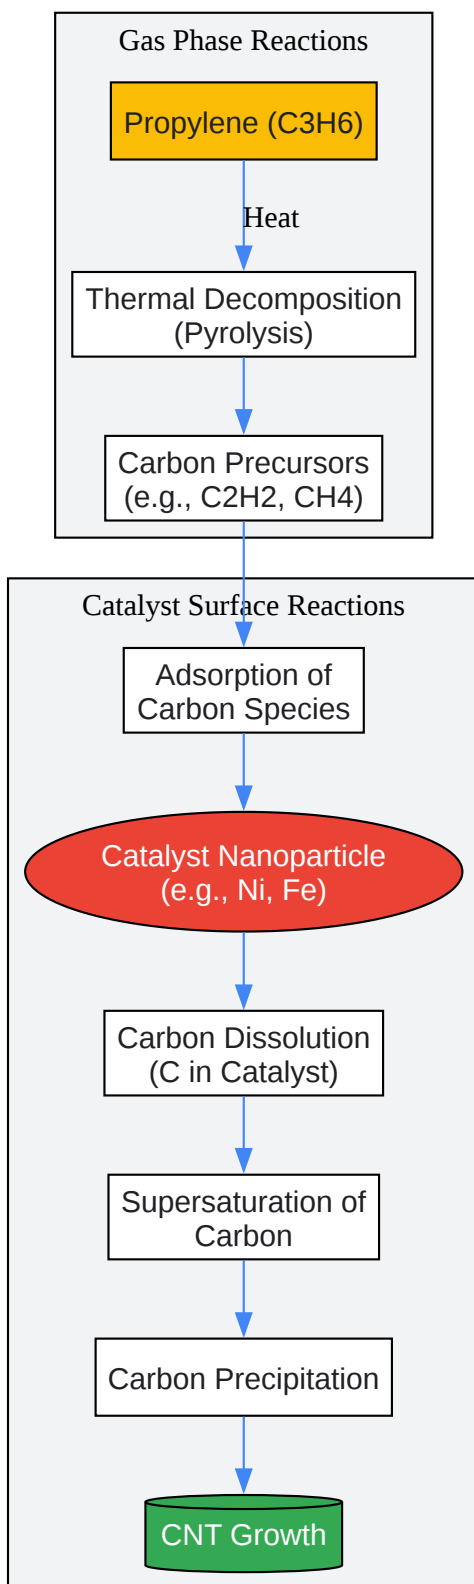 Gas Phase Reactions
Propylene (C3H6)
Heat
Thermal Decomposition
(Pyrolysis)
Carbon Precursors
(e.g., C2H2, CH4)
Catalyst Surface Reactions
Adsorption of
Carbon Species
Catalyst Nanoparticle
(e.g., Ni, Fe)
Carbon Dissolution
(C in Catalyst)
Supersaturation of
Carbon
Carbon Precipitation
CNT Growth